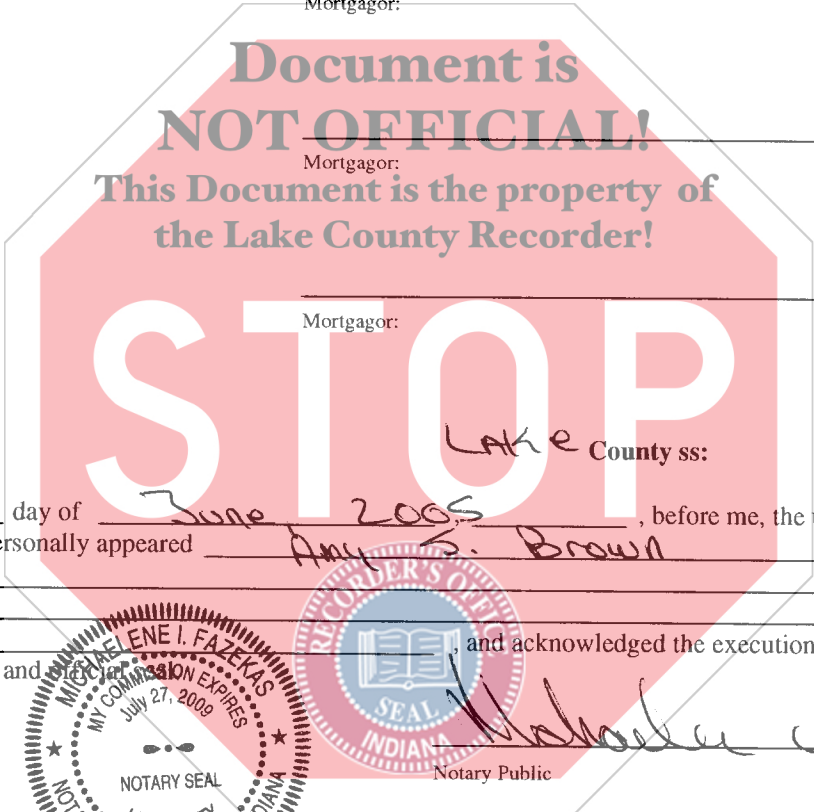 Mortgagor:
Document is
NOT OFFICIAL!
Mortgagor:
This Document is the property of
the Lake County Recorder!
STOP
Mortgagor:
LAKe County ss:
day of June 2005, before me, the
ersonally appeared Amy S. Brown
, and acknowledged the execution
and official seal.
RECORDER'S OFFICE
SEAL
INDIANA
MICHAELENE I. FAZEKAS
MY COMMISSION EXPIRES
July 27, 2009
NOTARY SEAL
Notary Public